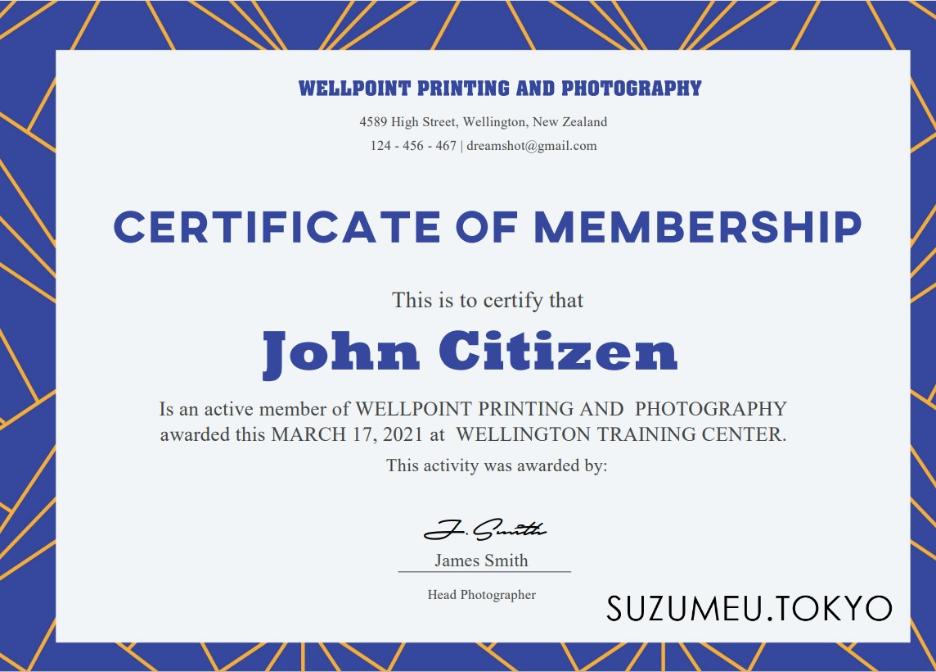 WELLPOINT PRINTING AND PHOTOGRAPHY
4589 High Street, Wellington, New Zealand
124 - 456 - 467 | dreamshot@gmail.com
CERTIFICATE OF MEMBERSHIP
This is to certify that
John Citizen
Is an active member of WELLPOINT PRINTING AND PHOTOGRAPHY
awarded this MARCH 17, 2021 at WELLINGTON TRAINING CENTER.
This activity was awarded by:
J. Smith
James Smith
Head Photographer
SUZUMEU.TOKYO